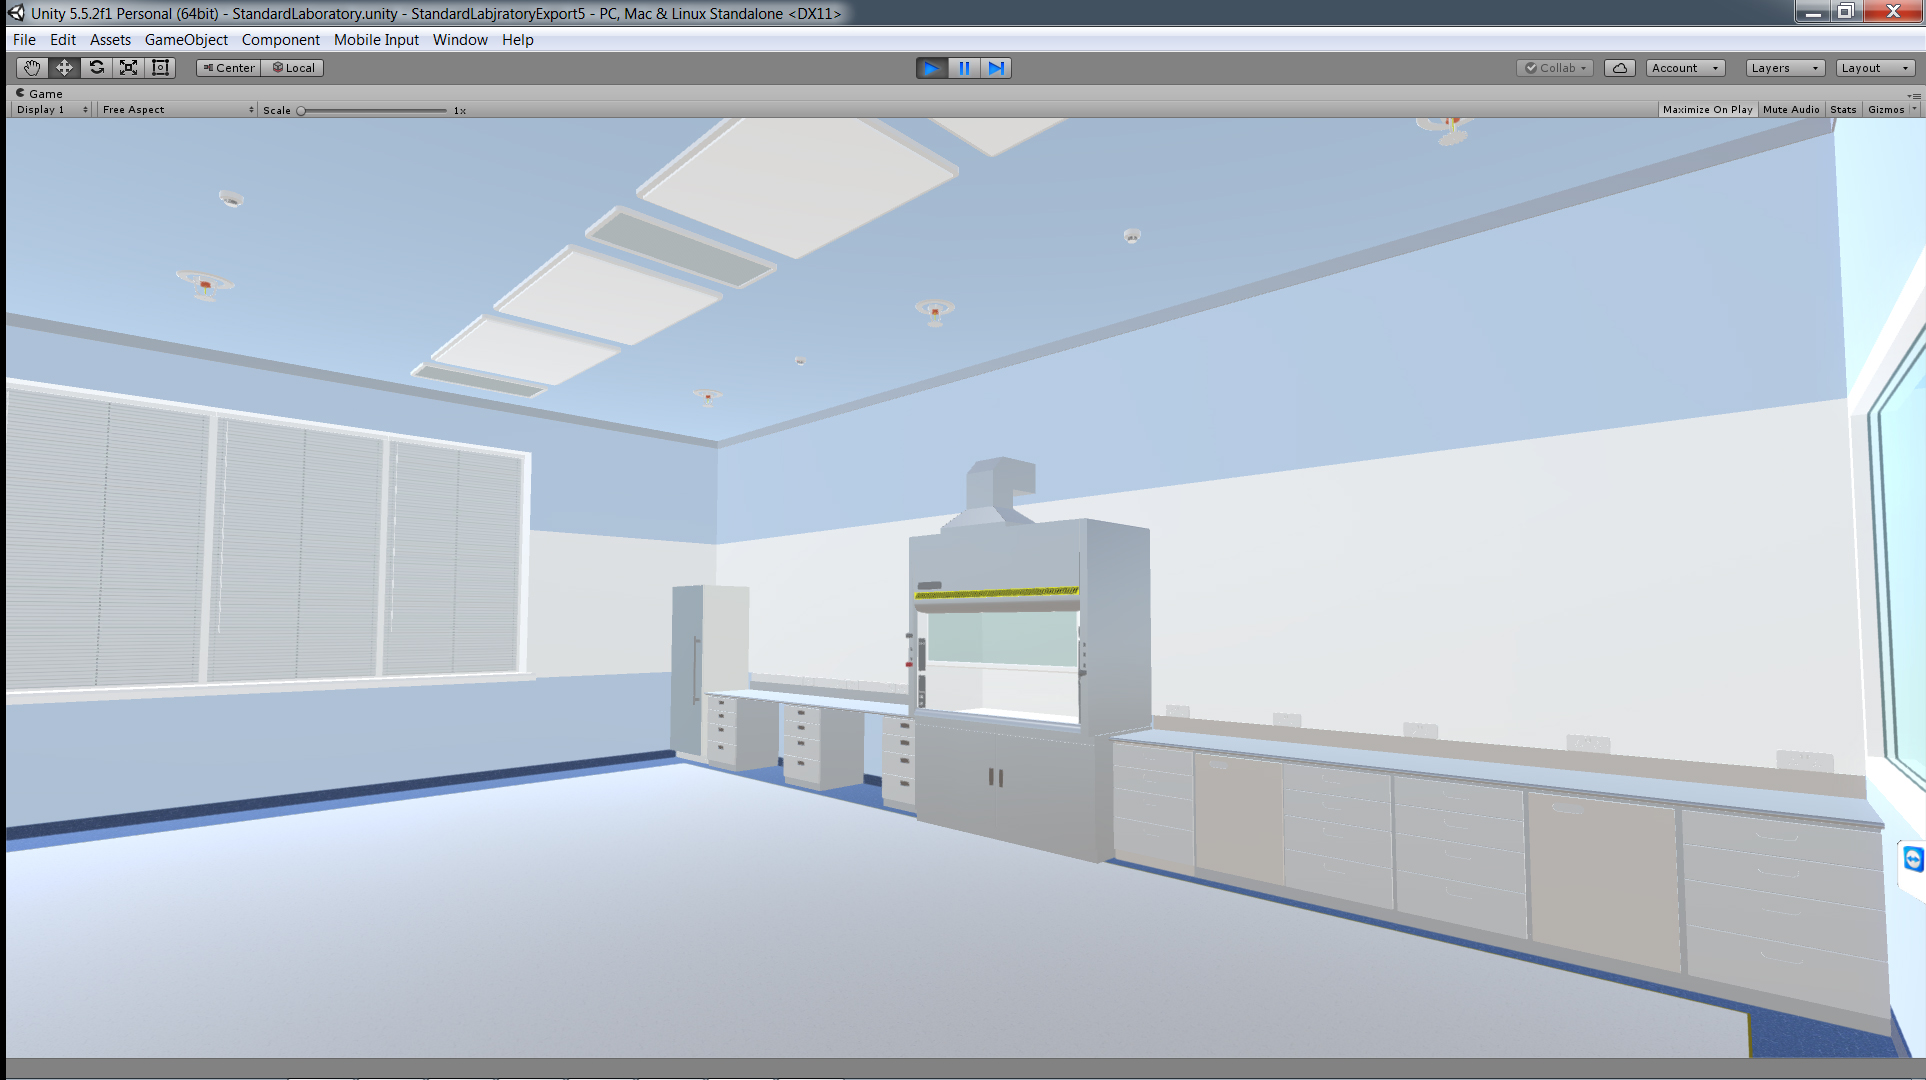 Unity 5.5.2f1 Personal (64bit) - StandardLaboratory.unity - StandardLabjratoryExport5 - PC, Mac & Linux Standalone <DX11>
File Edit Assets GameObject Component Mobile Input Window Help
Center Local Collab Account Layers Layout
Game
Display 1 Free Aspect Scale 1x Maximize On Play Mute Audio Stats Gizmos